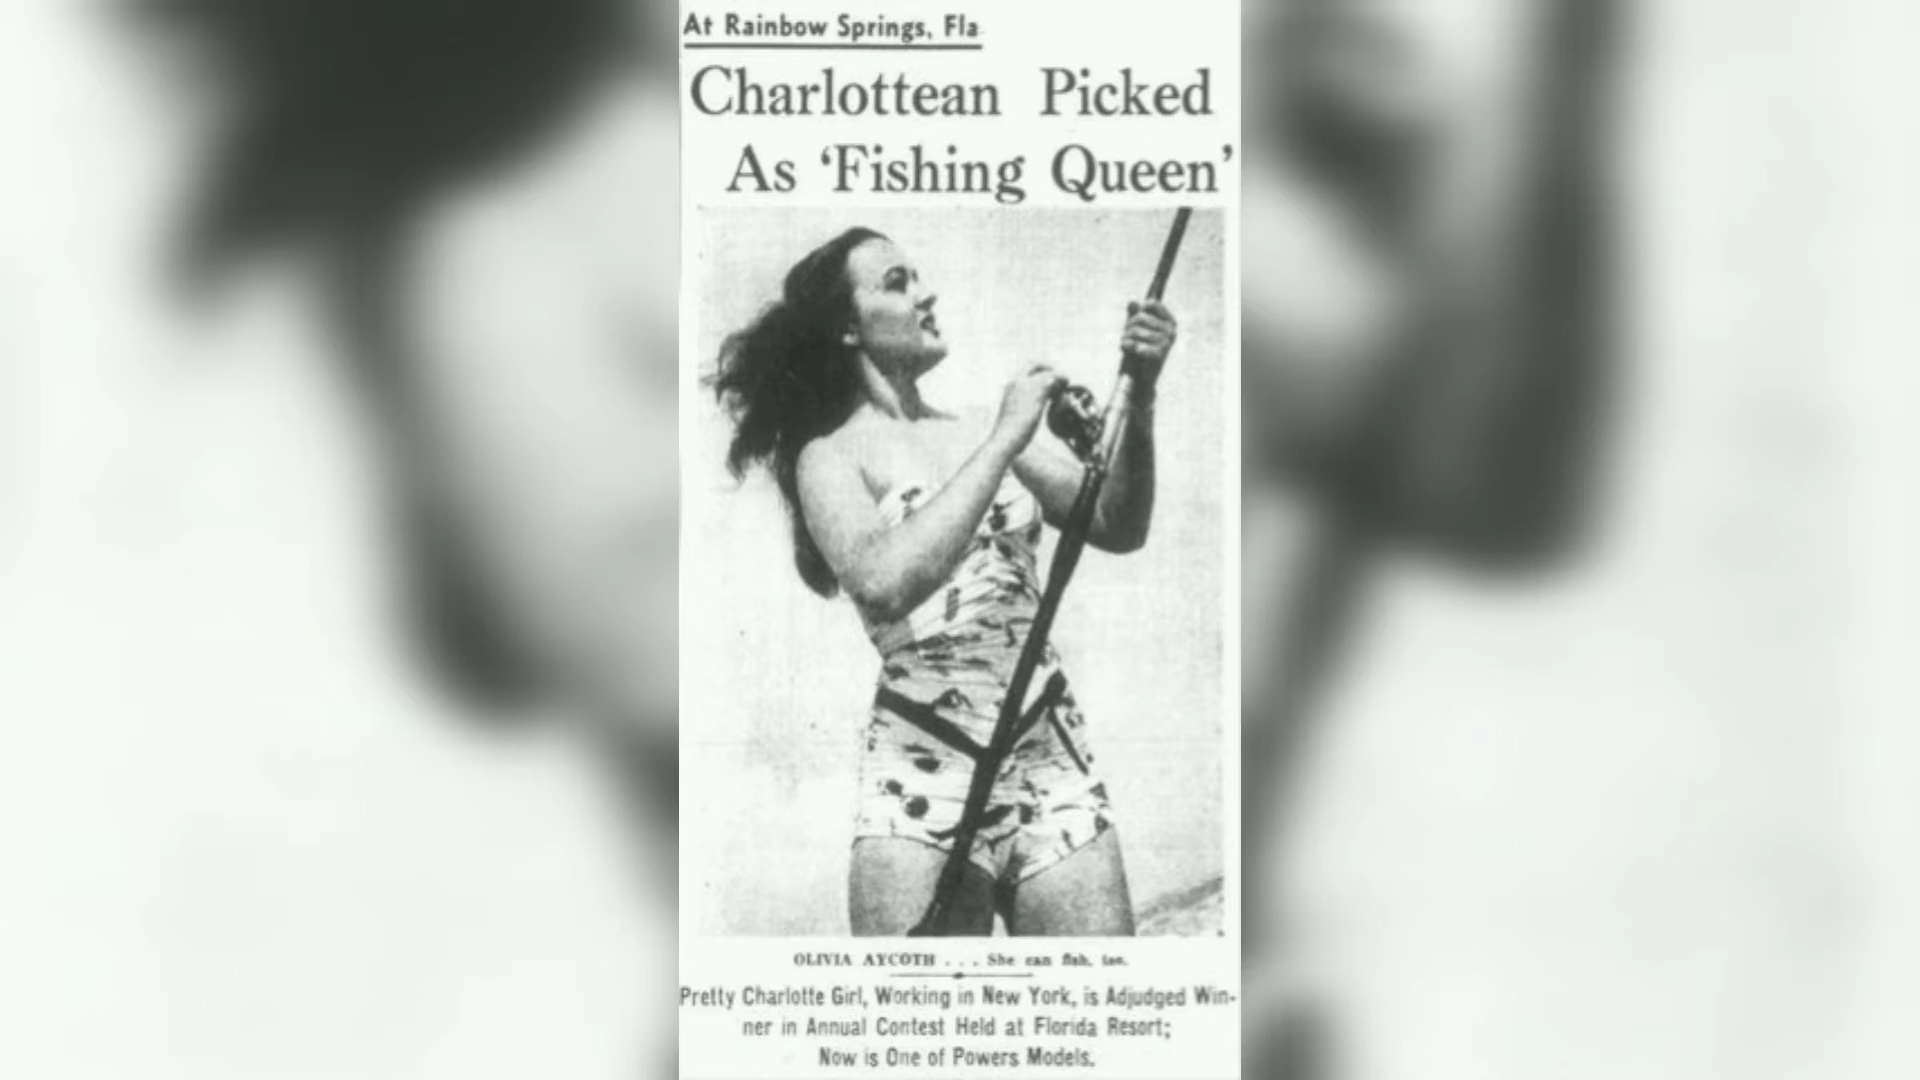 At Rainbow Springs, Fla
Charlottean Picked
As ‘Fishing Queen’
OLIVIA AYCOTH . . . She can fish, too.
Pretty Charlotte Girl, Working in New York, is Adjudged Win-
ner in Annual Contest Held at Florida Resort;
Now is One of Powers Models.